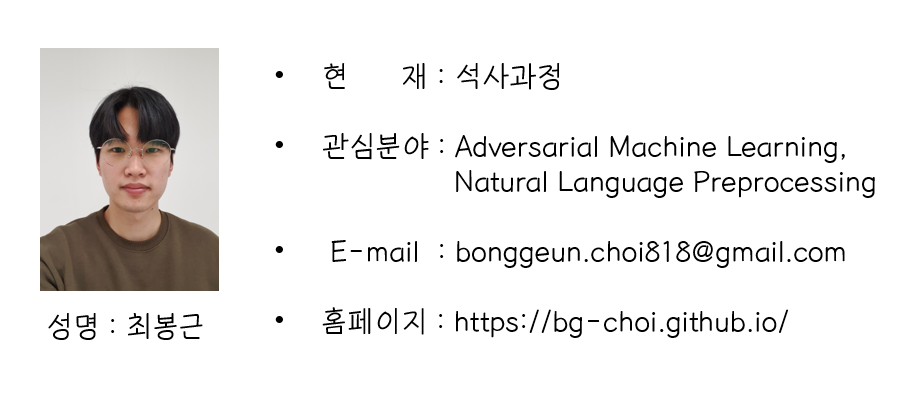 성명 : 최봉근
• 현 재 : 석사과정
• 관심분야 : Adversarial Machine Learning,
Natural Language Preprocessing
• E-mail : bonggeun.choi818@gmail.com
• 홈페이지 : https://bg-choi.github.io/